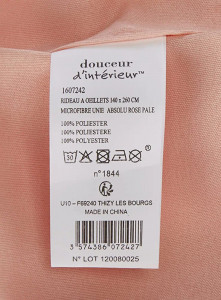 douceur
d'intérieur™
1607242
RIDEAU A OEILLETS 140 x 260 CM
MICROFIBRE UNIE ABSOLU ROSE PALE
100% POLIESTER
100% POLIESTERE
100% POLYESTER
30
n°1844
U10 - F69240 THIZY LES BOURGS
MADE IN CHINA
3 574386 072427
N° LOT 120080025